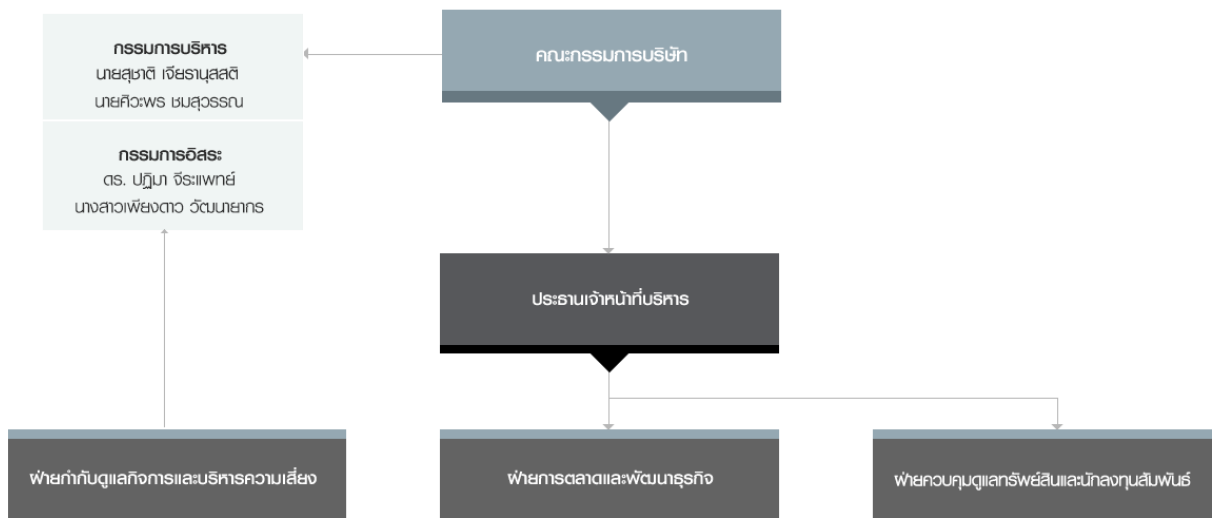 กรรมการบริหาร
นายสุชาติ เจียรานุสสติ
นายศิวะพร ชมสุวรรณ
คณะกรรมการบริษัท
กรรมการอิสระ
ดร. ปฏิมา จีระแพทย์
นางสาวเพียงดาว วัฒนายากร
ประธานเจ้าหน้าที่บริหาร
ฝ่ายกำกับดูแลกิจการและบริหารความเสี่ยง
ฝ่ายการตลาดและพัฒนาธุรกิจ
ฝ่ายควบคุมดูแลทรัพย์สินและนักลงทุนสัมพันธ์